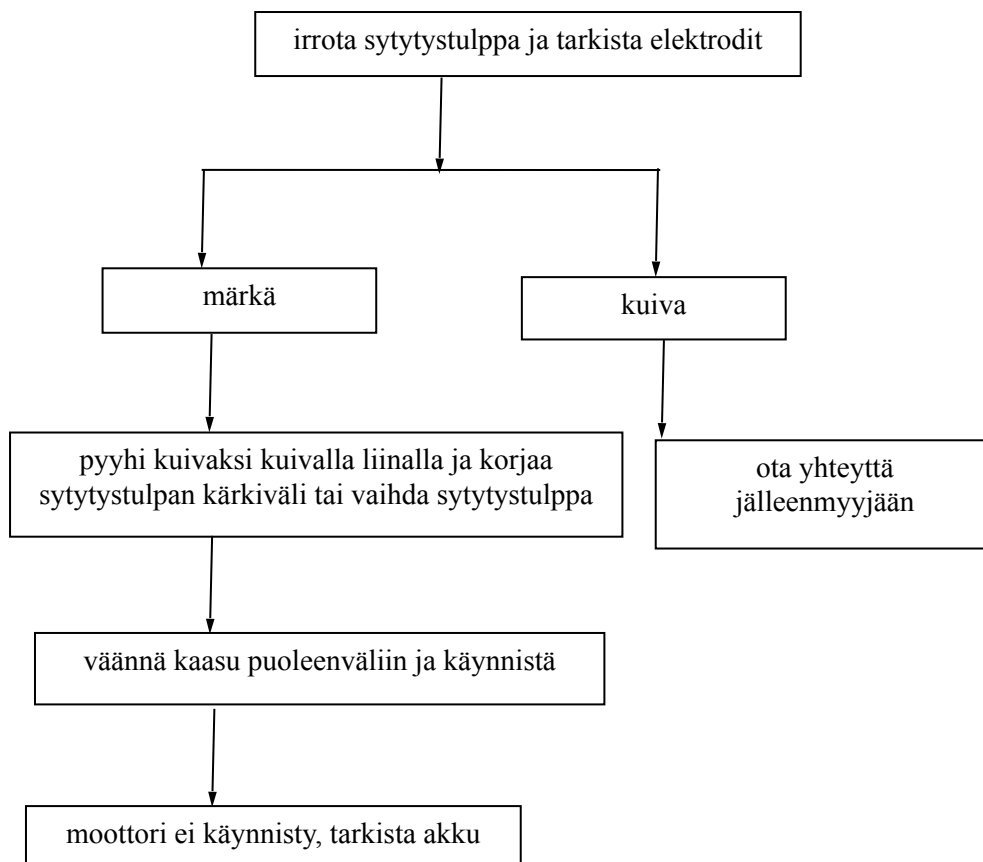 irrota sytytystulppa ja tarkista elektrodit
märkä
kuiva
pyyhi kuivaksi kuivalla liinalla ja korjaa
sytytystulpan kärkiväli tai vaihda sytytystulppa
ota yhteyttä
jälleenmyyjään
väännä kaasu puoleenväliin ja käynnistä
moottori ei käynnisty, tarkista akku